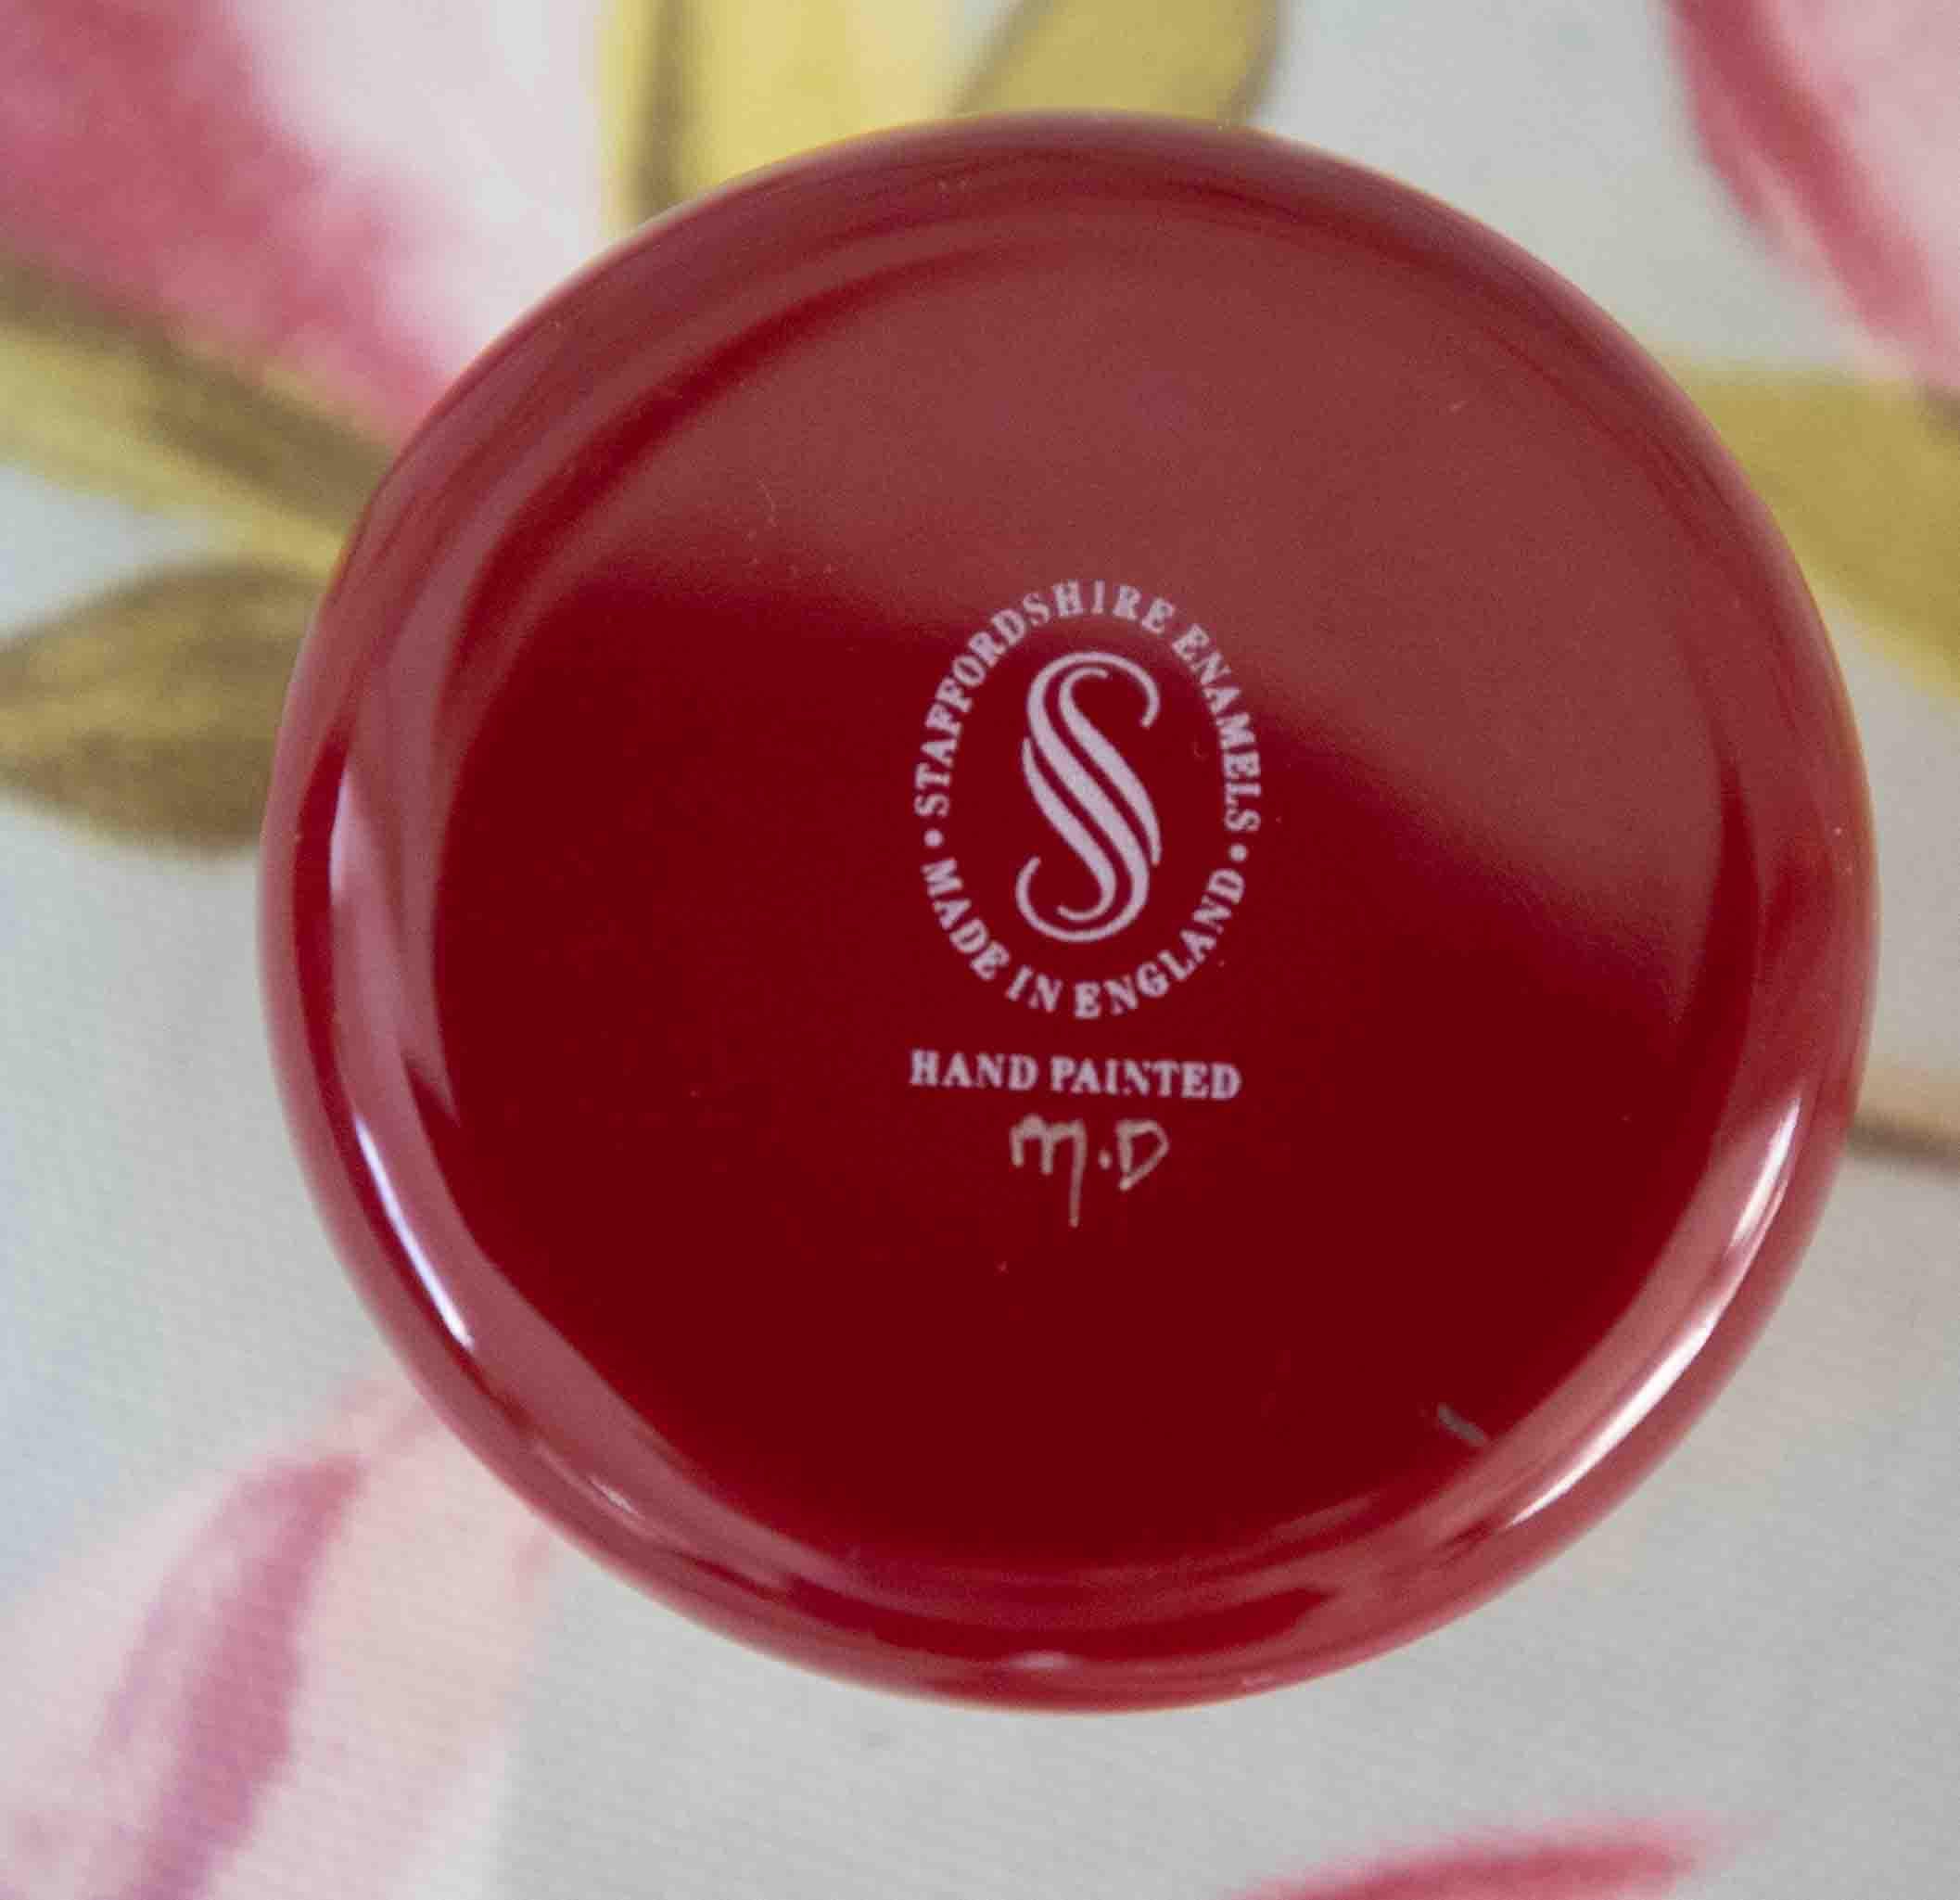 • STAFFORDSHIRE ENAMELS •
MADE IN ENGLAND
HAND PAINTED
M.D